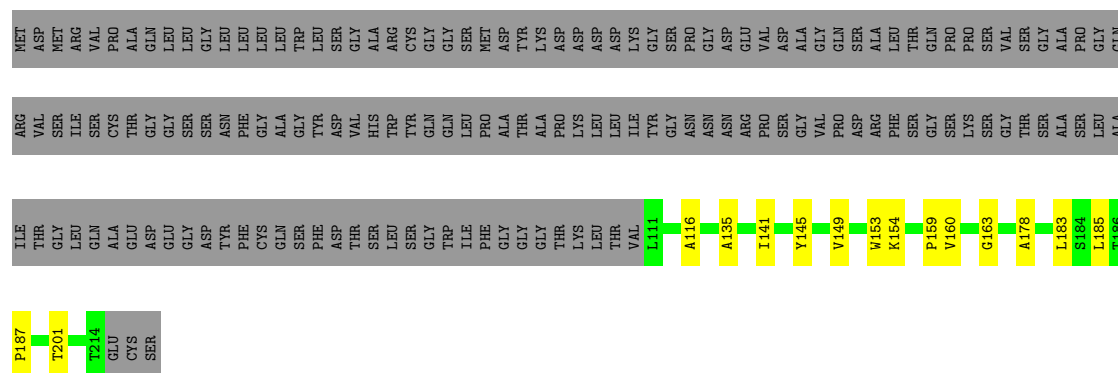 MET ASP MET ARG VAL PRO ALA GLN LEU LEU GLY LEU LEU LEU LEU TRP LEU SER GLY ALA ARG CYS GLY GLY SER MET ASP TYR LYS ASP ASP ASP ASP LYS GLY SER PRO GLY ASP GLU VAL ASP ALA GLY GLN SER ALA LEU THR GLN PRO PRO SER VAL SER GLY ALA PRO GLY GLN
ARG VAL SER ILE SER CYS THR GLY GLY SER SER ASN PHE GLY ALA GLY TYR ASP VAL HIS TRP TYR GLN GLN LEU PRO ALA THR ALA PRO LYS LEU LEU ILE TYR GLY ASN ASN ASN ARG PRO SER GLY VAL PRO ASP ARG PHE SER GLY SER LYS SER GLY THR SER ALA SER LEU ALA
ILE THR GLY LEU GLN ALA GLU ASP GLU GLY ASP TYR PHE CYS GLN SER PHE ASP THR SER LEU SER GLY TRP ILE PHE GLY GLY GLY THR LYS LEU THR VAL L111 A116 A135 I141 Y145 V149 W153 K154 P159 V160 G163 A178 L183 S184 L185 T186
P187 T201 T214 GLU CYS SER